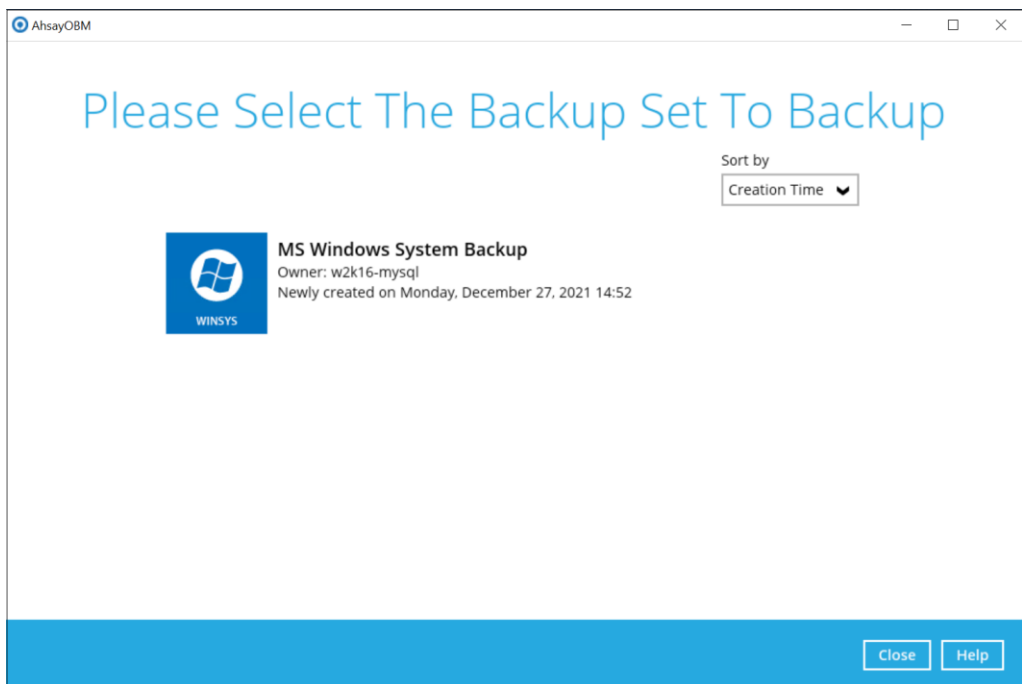 AhsayOBM
Please Select The Backup Set To Backup
Sort by
Creation Time
MS Windows System Backup
Owner: w2k16-mysql
Newly created on Monday, December 27, 2021 14:52
WINSYS
Close
Help